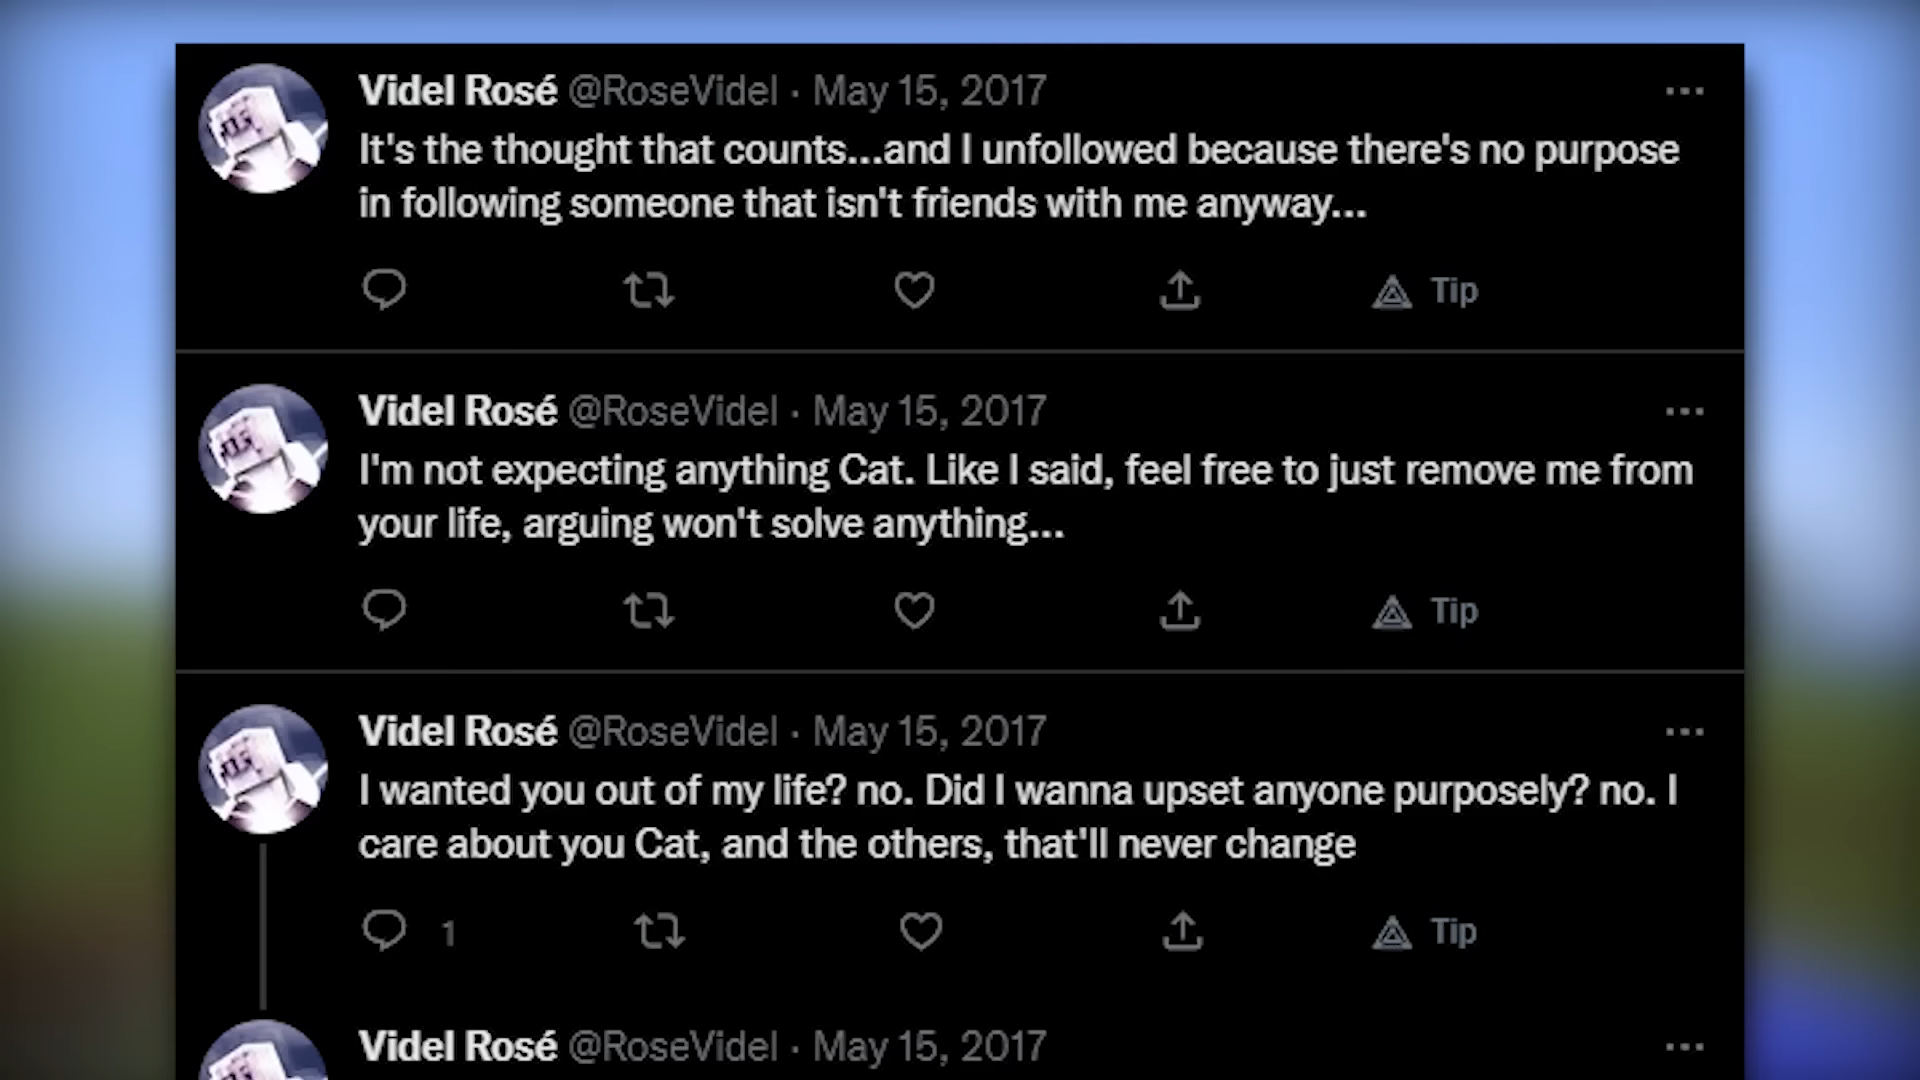 Videl Rosé @RoseVidel · May 15, 2017
It's the thought that counts...and I unfollowed because there's no purpose
in following someone that isn't friends with me anyway...
Tip
Videl Rosé @RoseVidel · May 15, 2017
I'm not expecting anything Cat. Like I said, feel free to just remove me from
your life, arguing won't solve anything...
Tip
Videl Rosé @RoseVidel · May 15, 2017
I wanted you out of my life? no. Did I wanna upset anyone purposely? no. I
care about you Cat, and the others, that'll never change
1 Tip
Videl Rosé @RoseVidel · May 15, 2017